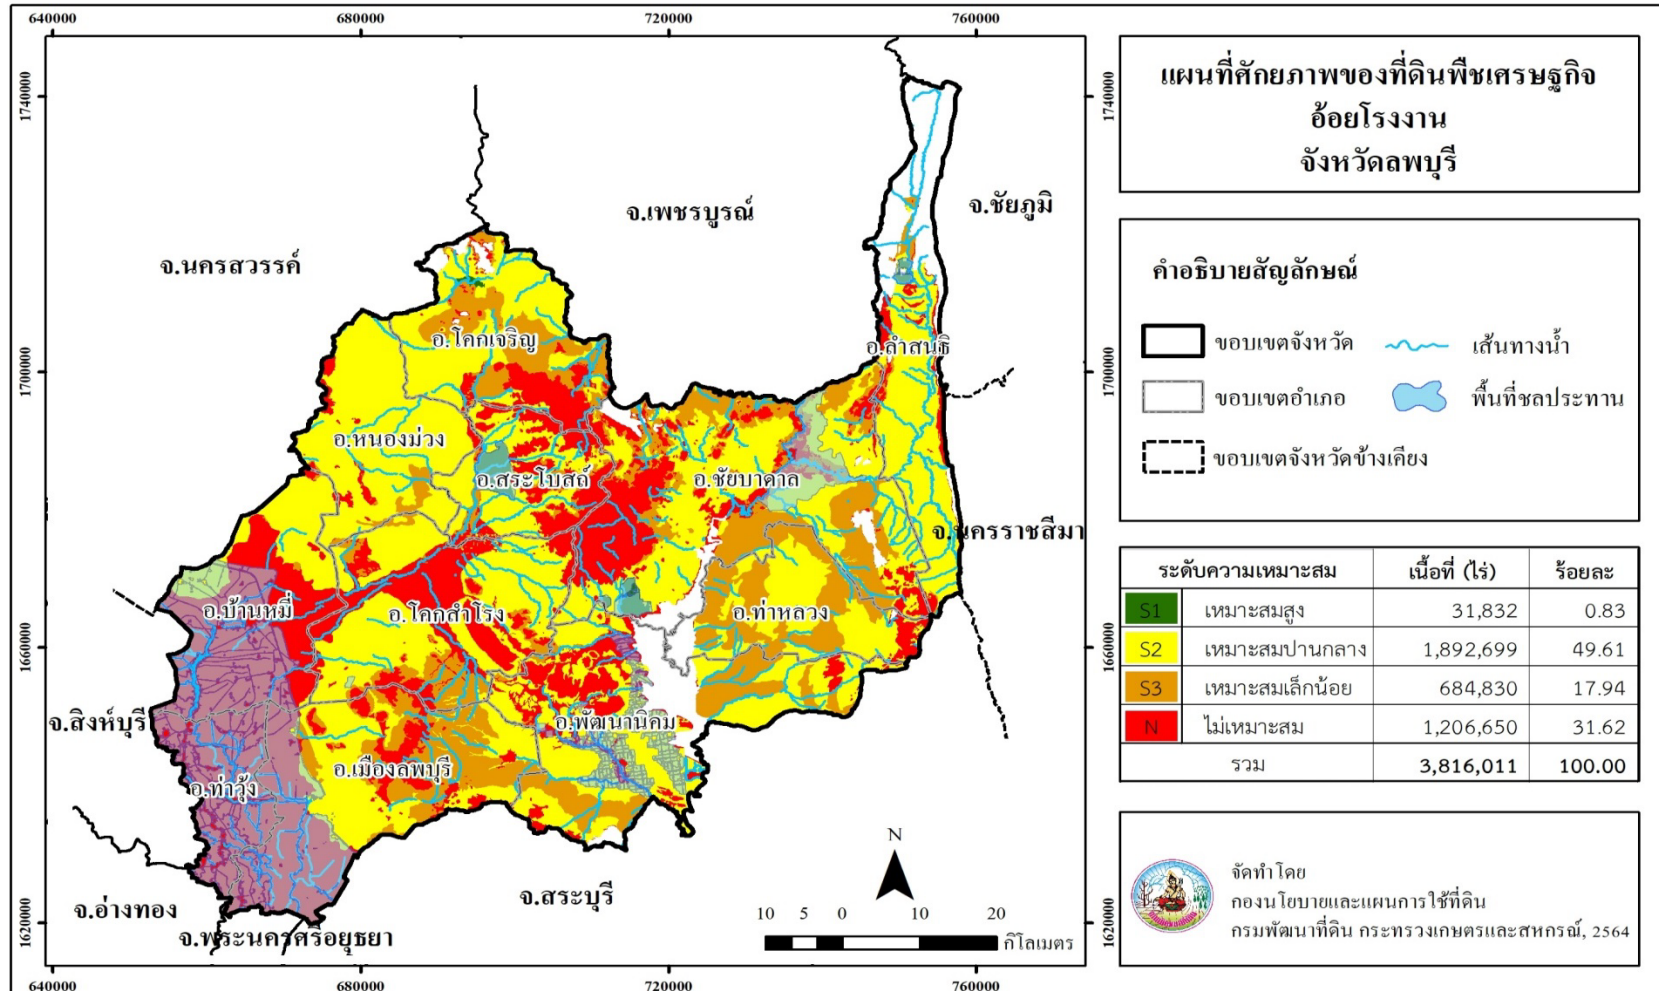 640000 680000 720000 760000
1740000 1740000
1700000 1700000
1660000 1660000
1620000 1620000
จ.เพชรบูรณ์
จ.ชัยภูมิ
จ.นครสวรรค์
อ.โคกเจริญ
อ.ลำสนธิ
อ.หนองม่วง
อ.สระโบสถ์
อ.ชัยบาดาล
จ.นครราชสีมา
อ.บ้านหมี่
อ.โคกสำโรง
อ.ท่าหลวง
จ.สิงห์บุรี
อ.พัฒนานิคม
อ.เมืองลพบุรี
อ.ท่าวุ้ง
จ.สระบุรี
จ.อ่างทอง
จ.พระนครศรีอยุธยา
N
10 5 0 10 20
กิโลเมตร
640000 680000 720000 760000
แผนที่ศักยภาพของที่ดินพืชเศรษฐกิจ
อ้อยโรงงาน
จังหวัดลพบุรี
คำอธิบายสัญลักษณ์
ขอบเขตจังหวัด เส้นทางน้ำ
ขอบเขตอำเภอ พื้นที่ชลประทาน
ขอบเขตจังหวัดข้างเคียง
ระดับความเหมาะสม เนื้อที่ (ไร่) ร้อยละ
S1 เหมาะสมสูง 31,832 0.83
S2 เหมาะสมปานกลาง 1,892,699 49.61
S3 เหมาะสมเล็กน้อย 684,830 17.94
N ไม่เหมาะสม 1,206,650 31.62
รวม 3,816,011 100.00
จัดทำโดย
กองนโยบายและแผนการใช้ที่ดิน
กรมพัฒนาที่ดิน กระทรวงเกษตรและสหกรณ์, 2564